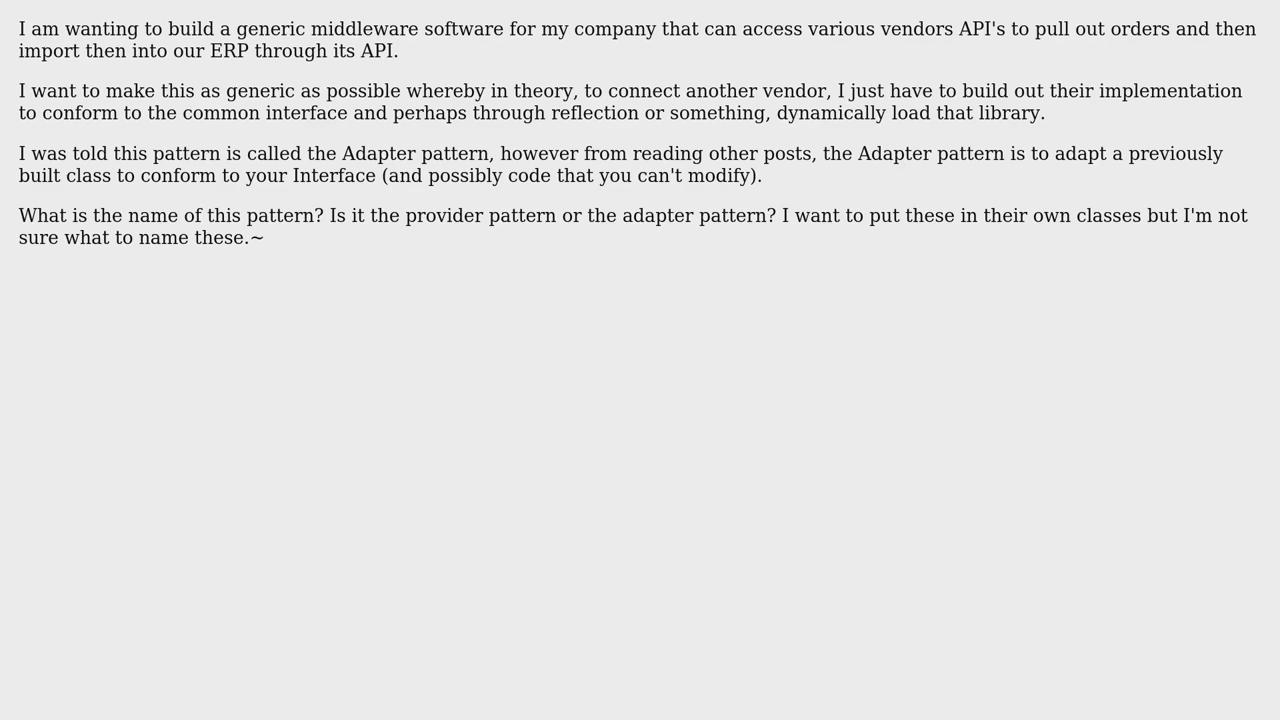 I am wanting to build a generic middleware software for my company that can access various vendors API's to pull out orders and then
import then into our ERP through its API.
I want to make this as generic as possible whereby in theory, to connect another vendor, I just have to build out their implementation
to conform to the common interface and perhaps through reflection or something, dynamically load that library.
I was told this pattern is called the Adapter pattern, however from reading other posts, the Adapter pattern is to adapt a previously
built class to conform to your Interface (and possibly code that you can't modify).
What is the name of this pattern? Is it the provider pattern or the adapter pattern? I want to put these in their own classes but I'm not
sure what to name these.~